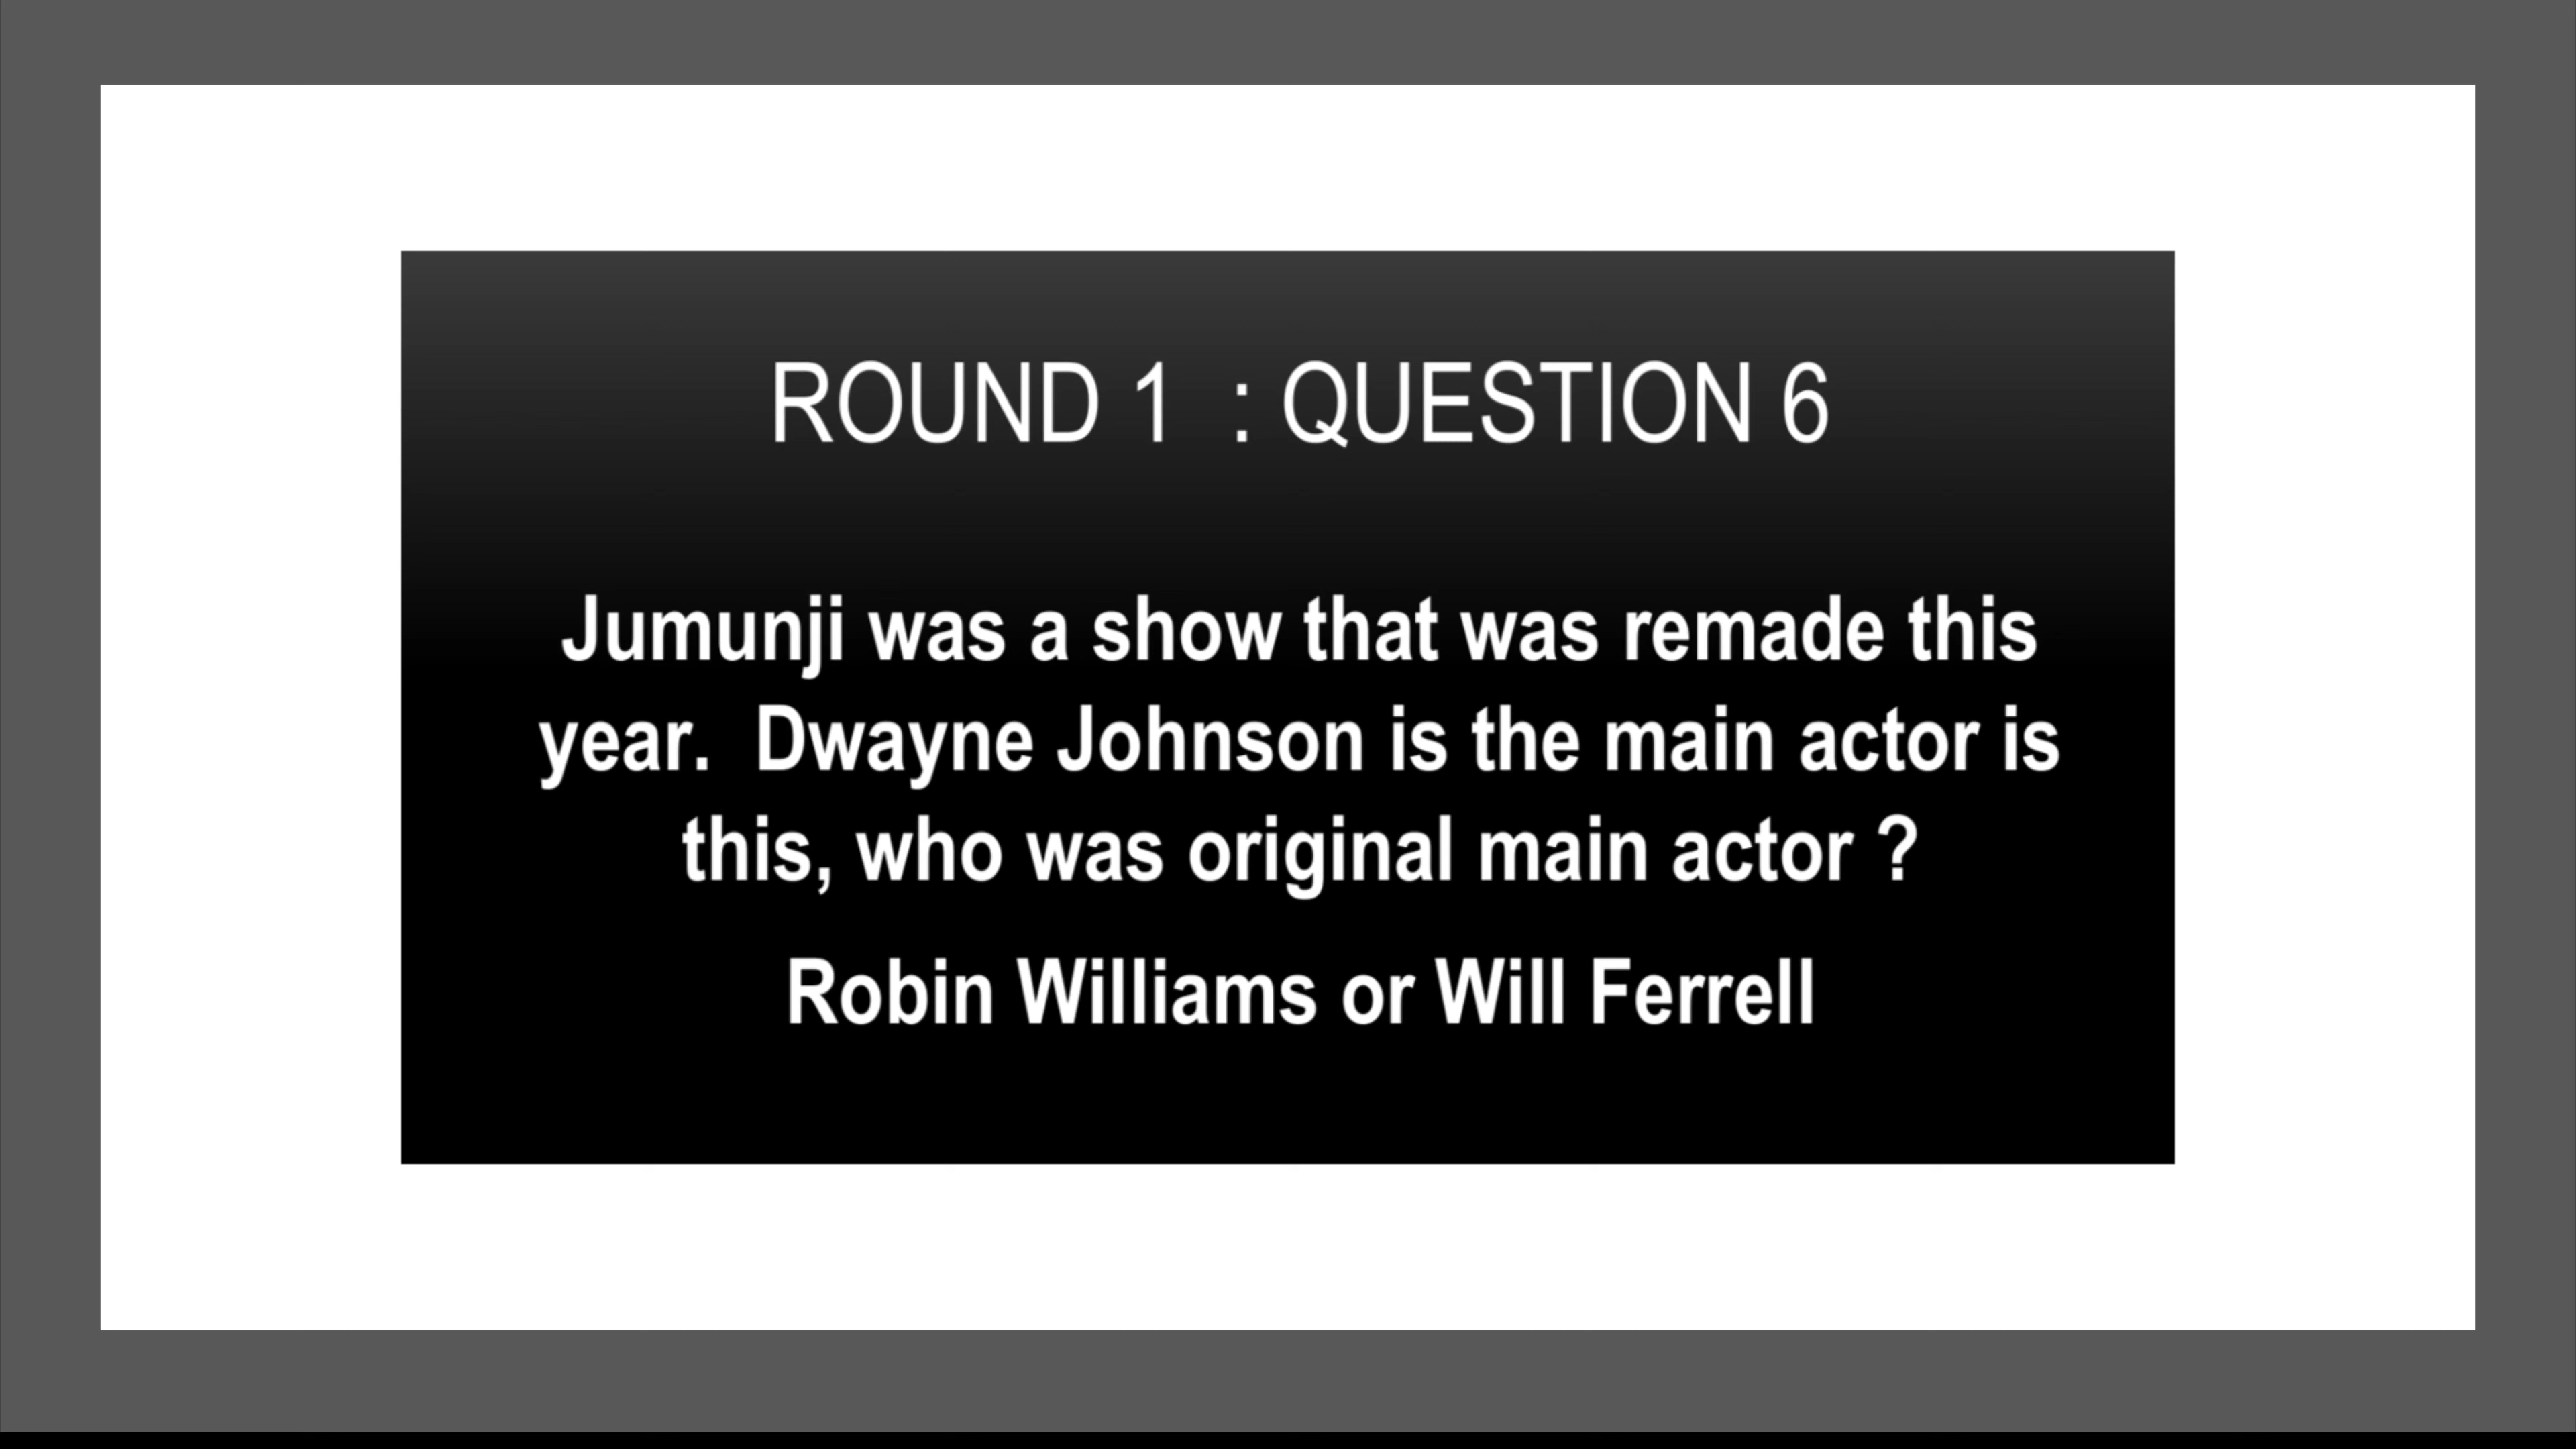 ROUND 1  : QUESTION 6
Jumunji was a show that was remade this
year.  Dwayne Johnson is the main actor is
this, who was original main actor ?
Robin Williams or Will Ferrell